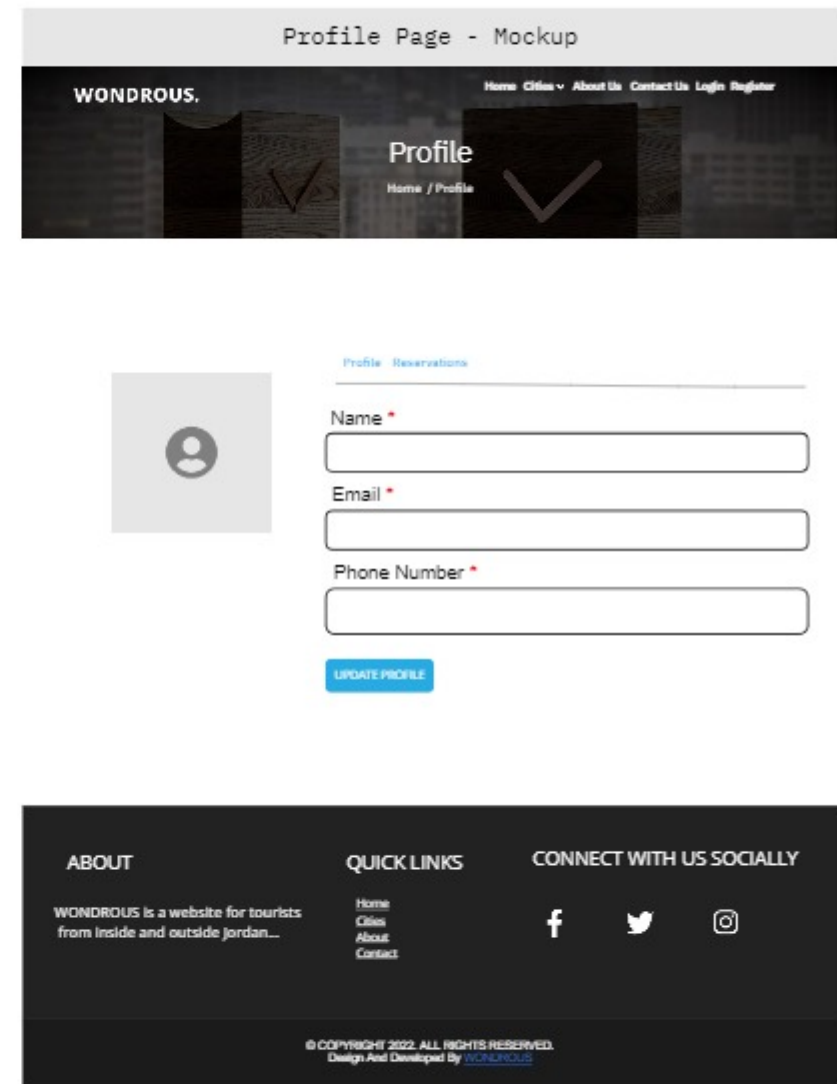 Profile Page - Mockup
WONDROUS.
Home Cities About Us Contact Us Login Register
Profile
Home / Profile
Profile Reservations
Name *
Email *
Phone Number *
UPDATE PROFILE
ABOUT
WONDROUS is a website for tourists
from inside and outside Jordan...
QUICK LINKS
Home
Cities
About
Contact
CONNECT WITH US SOCIALLY
© COPYRIGHT 2022. ALL RIGHTS RESERVED.
Design And Developed By WONDROUS